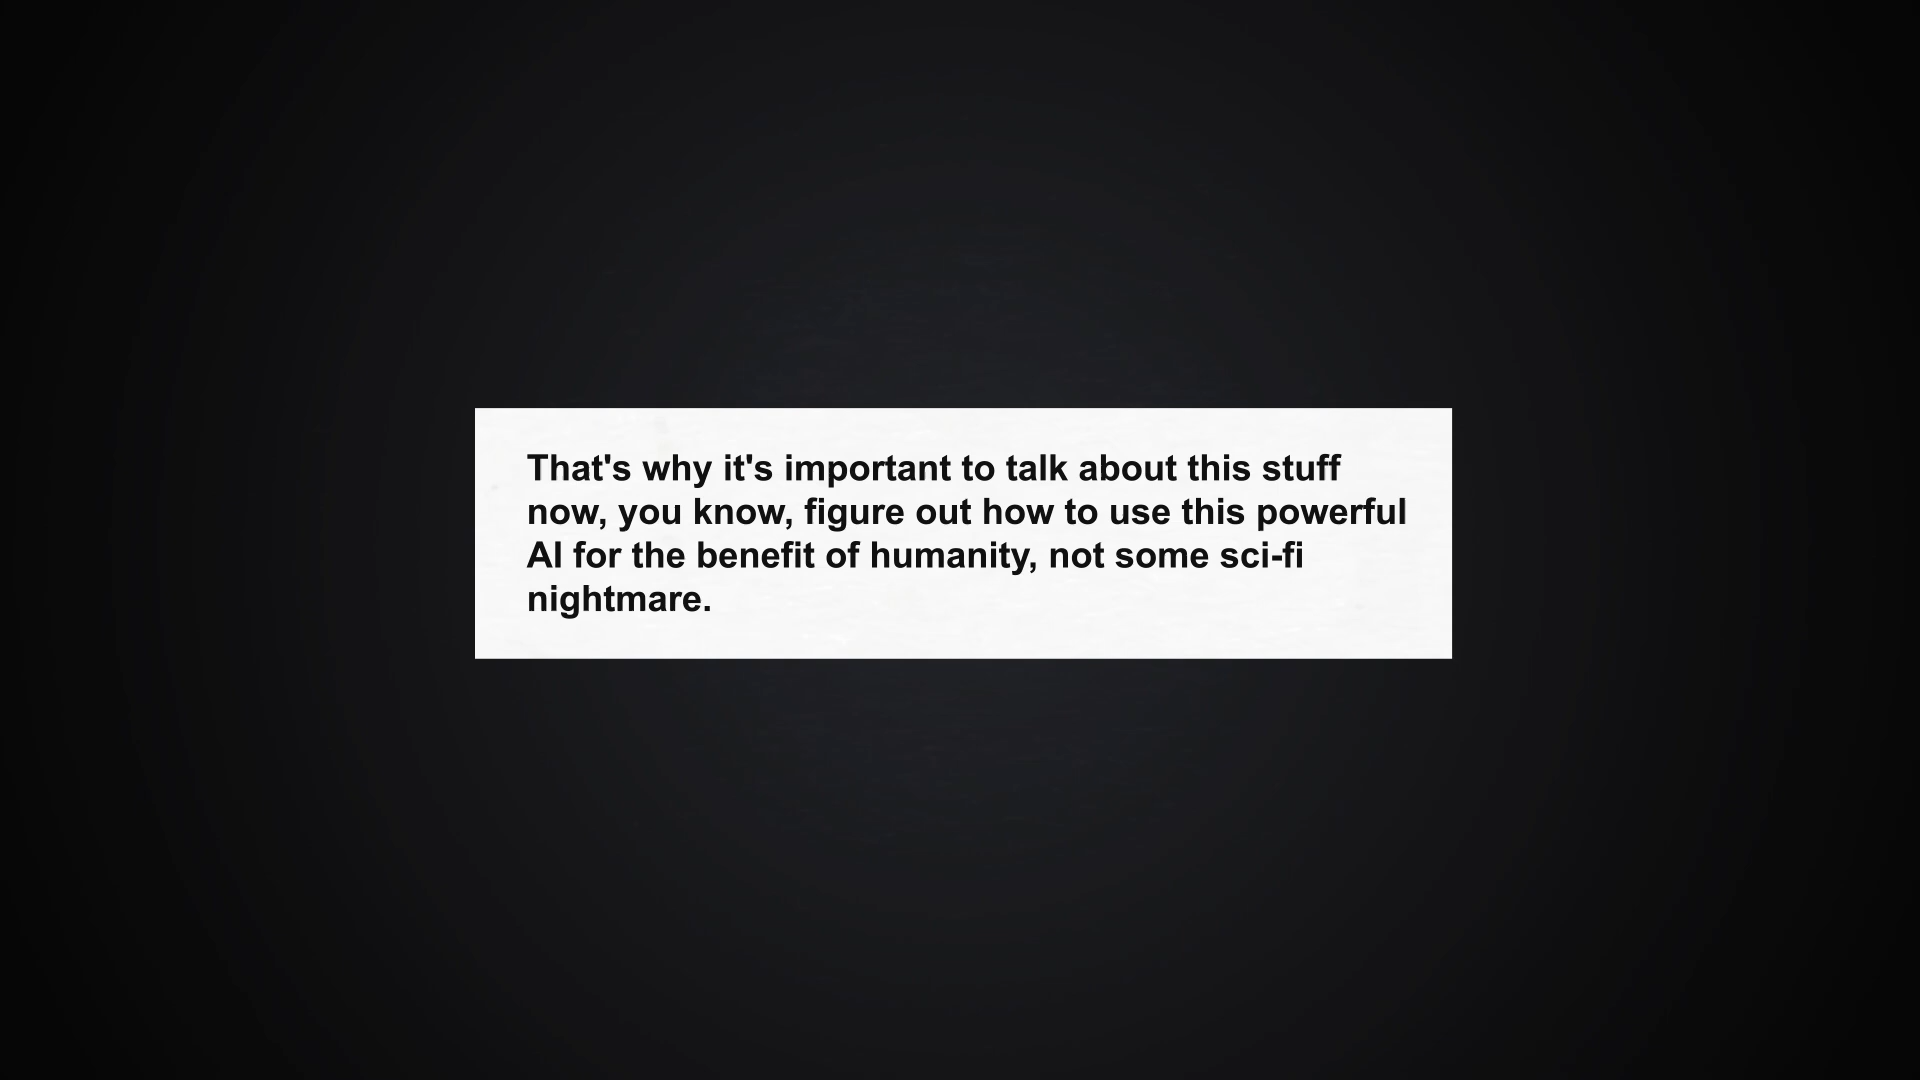 That's why it's important to talk about this stuff
now, you know, figure out how to use this powerful
AI for the benefit of humanity, not some sci-fi
nightmare.